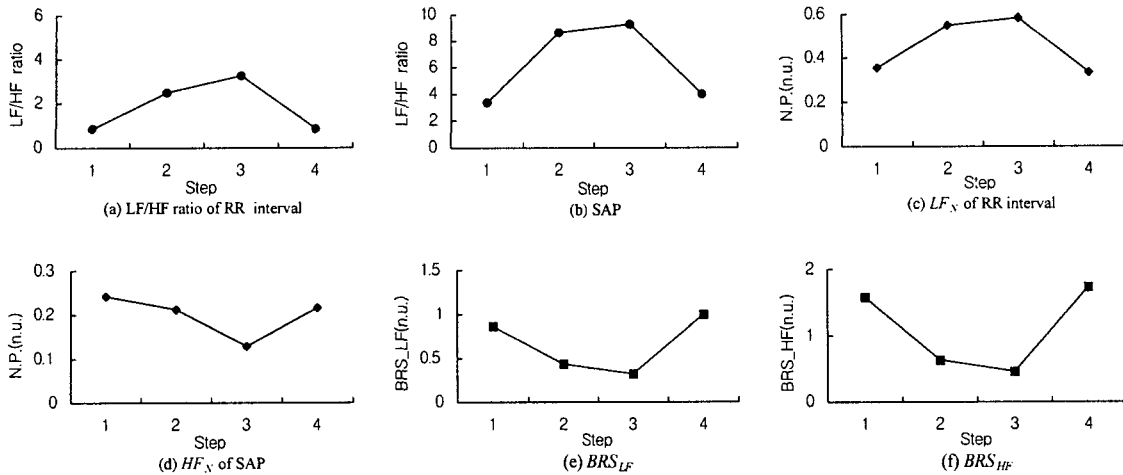 6
4
2
0
LF/HF ratio
1 2 3 4
Step
(a) LF/HF ratio of RR interval
10
8
6
4
2
0
LF/HF ratio
1 2 3 4
Step
(b) SAP
0.6
0.4
0.2
0
N.P.(n.u.)
1 2 3 4
Step
(c) LF_N of RR interval
0.3
0.2
0.1
0
N.P.(n.u.)
1 2 3 4
Step
(d) HF_N of SAP
1.5
1
0.5
0
BRS_LF(n.u.)
1 2 3 4
Step
(e) BRS_LF
2
1
0
BRS_HF(n.u.)
1 2 3 4
Step
(f) BRS_HF